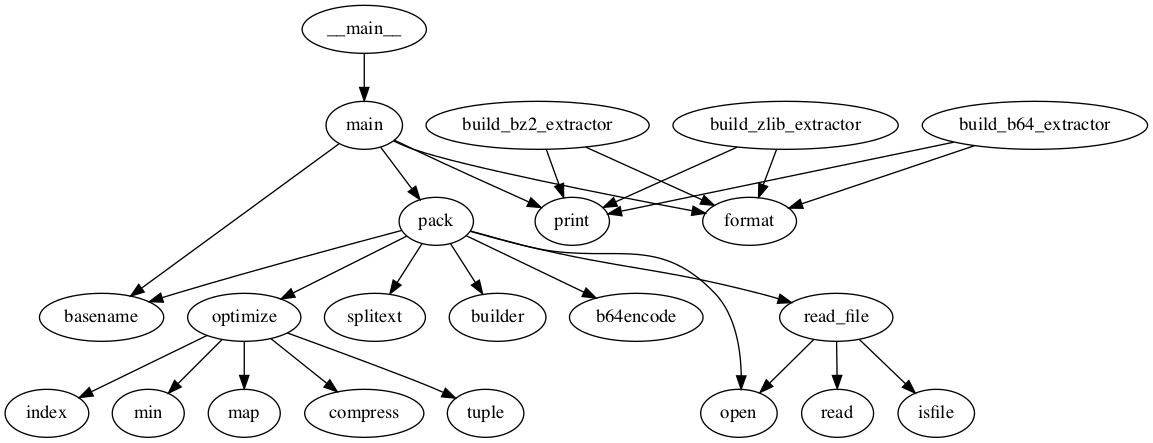 __main__
main
build_bz2_extractor
build_zlib_extractor
build_b64_extractor
pack
print
format
basename
optimize
splitext
builder
b64encode
read_file
index
min
map
compress
tuple
open
read
isfile